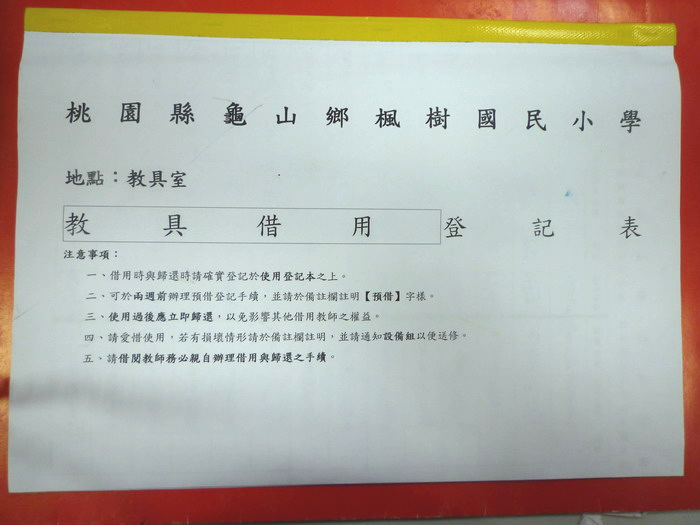 桃園縣龜山鄉楓樹國民小學
地點：教具室
教具借用登記表
注意事項：
一、借用時與歸還時請確實登記於使用登記本之上。
二、可於兩週前辦理預借登記手續，並請於備註欄註明【預借】字樣。
三、使用過後應立即歸還，以免影響其他借用教師之權益。
四、請愛惜使用，若有損壞情形請於備註欄註明，並請通知設備組以便送修。
五、請借閱教師務必親自辦理借用與歸還之手續。